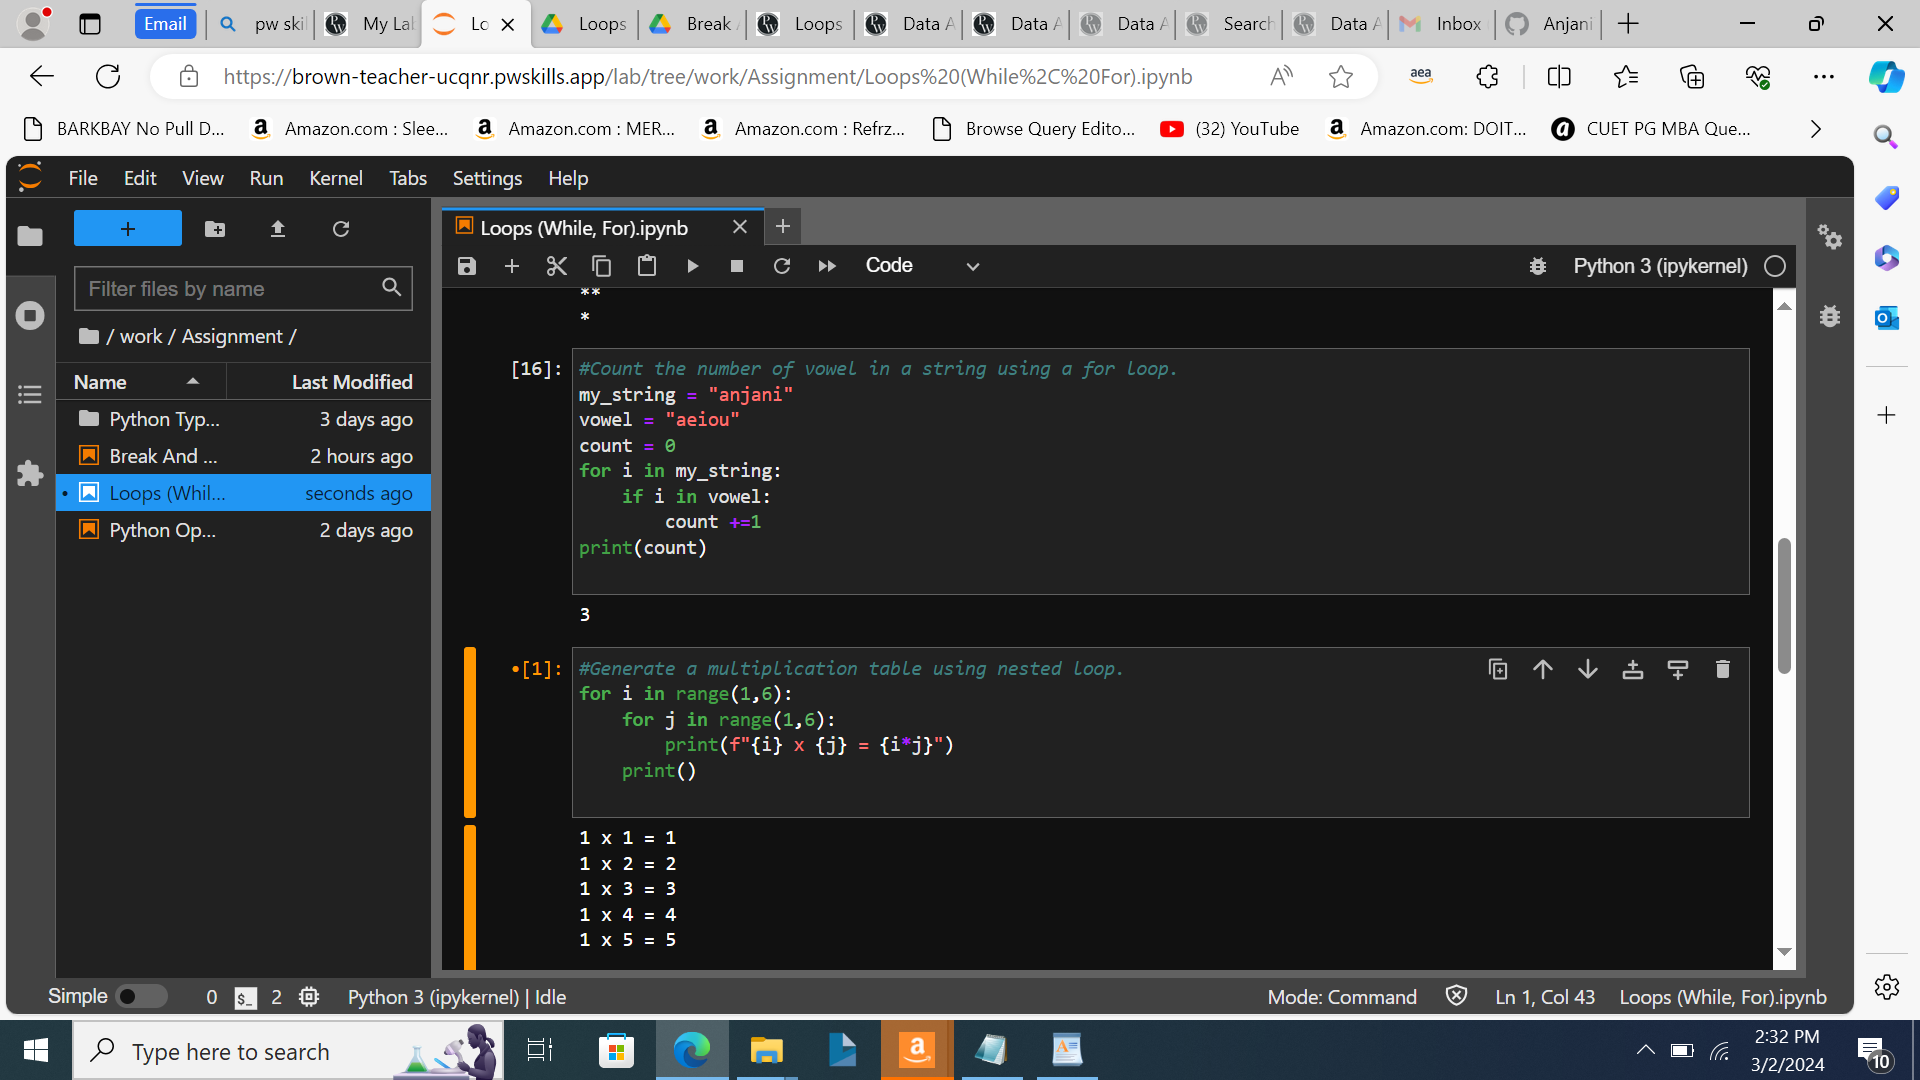 Email
pw skil
My La
Lo
Loops
Break
Loops
Data A
Data A
Data A
Search
Data A
Inbox
Anjani
https://brown-teacher-ucqnr.pwskills.app/lab/tree/work/Assignment/Loops%20(While%2C%20For).ipynb
aea
BARKBAY No Pull D...
Amazon.com : Slee...
Amazon.com : MER...
Amazon.com : Refrz...
Browse Query Edito...
(32) YouTube
Amazon.com: DOIT...
CUET PG MBA Que...
File Edit View Run Kernel Tabs Settings Help
Loops (While, For).ipynb
Filter files by name
Code
Python 3 (ipykernel)
/ work / Assignment /
Name Last Modified
Python Typ... 3 days ago
Break And ... 2 hours ago
Loops (Whil... seconds ago
Python Op... 2 days ago
**
*
[16]:
#Count the number of vowel in a string using a for loop.
my_string = "anjani"
vowel = "aeiou"
count = 0
for i in my_string:
    if i in vowel:
        count +=1
print(count)
3
•[1]:
#Generate a multiplication table using nested loop.
for i in range(1,6):
    for j in range(1,6):
        print(f"{i} x {j} = {i*j}")
    print()
1 x 1 = 1
1 x 2 = 2
1 x 3 = 3
1 x 4 = 4
1 x 5 = 5
Simple 0 $_ 2 Python 3 (ipykernel) | Idle
Mode: Command Ln 1, Col 43 Loops (While, For).ipynb
Type here to search
2:32 PM
3/2/2024
10